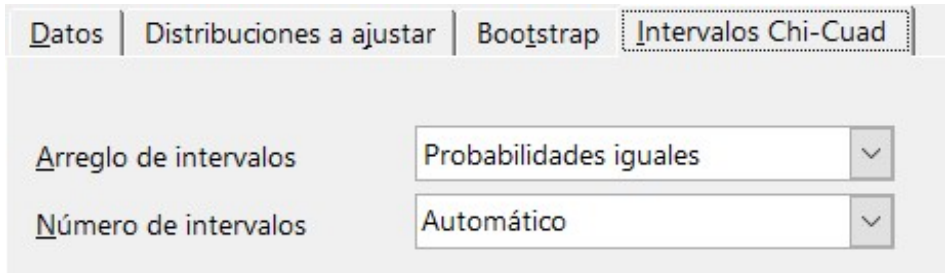 Datos Distribuciones a ajustar Bootstrap Intervalos Chi-Cuad
Arreglo de intervalos Probabilidades iguales
Número de intervalos Automático